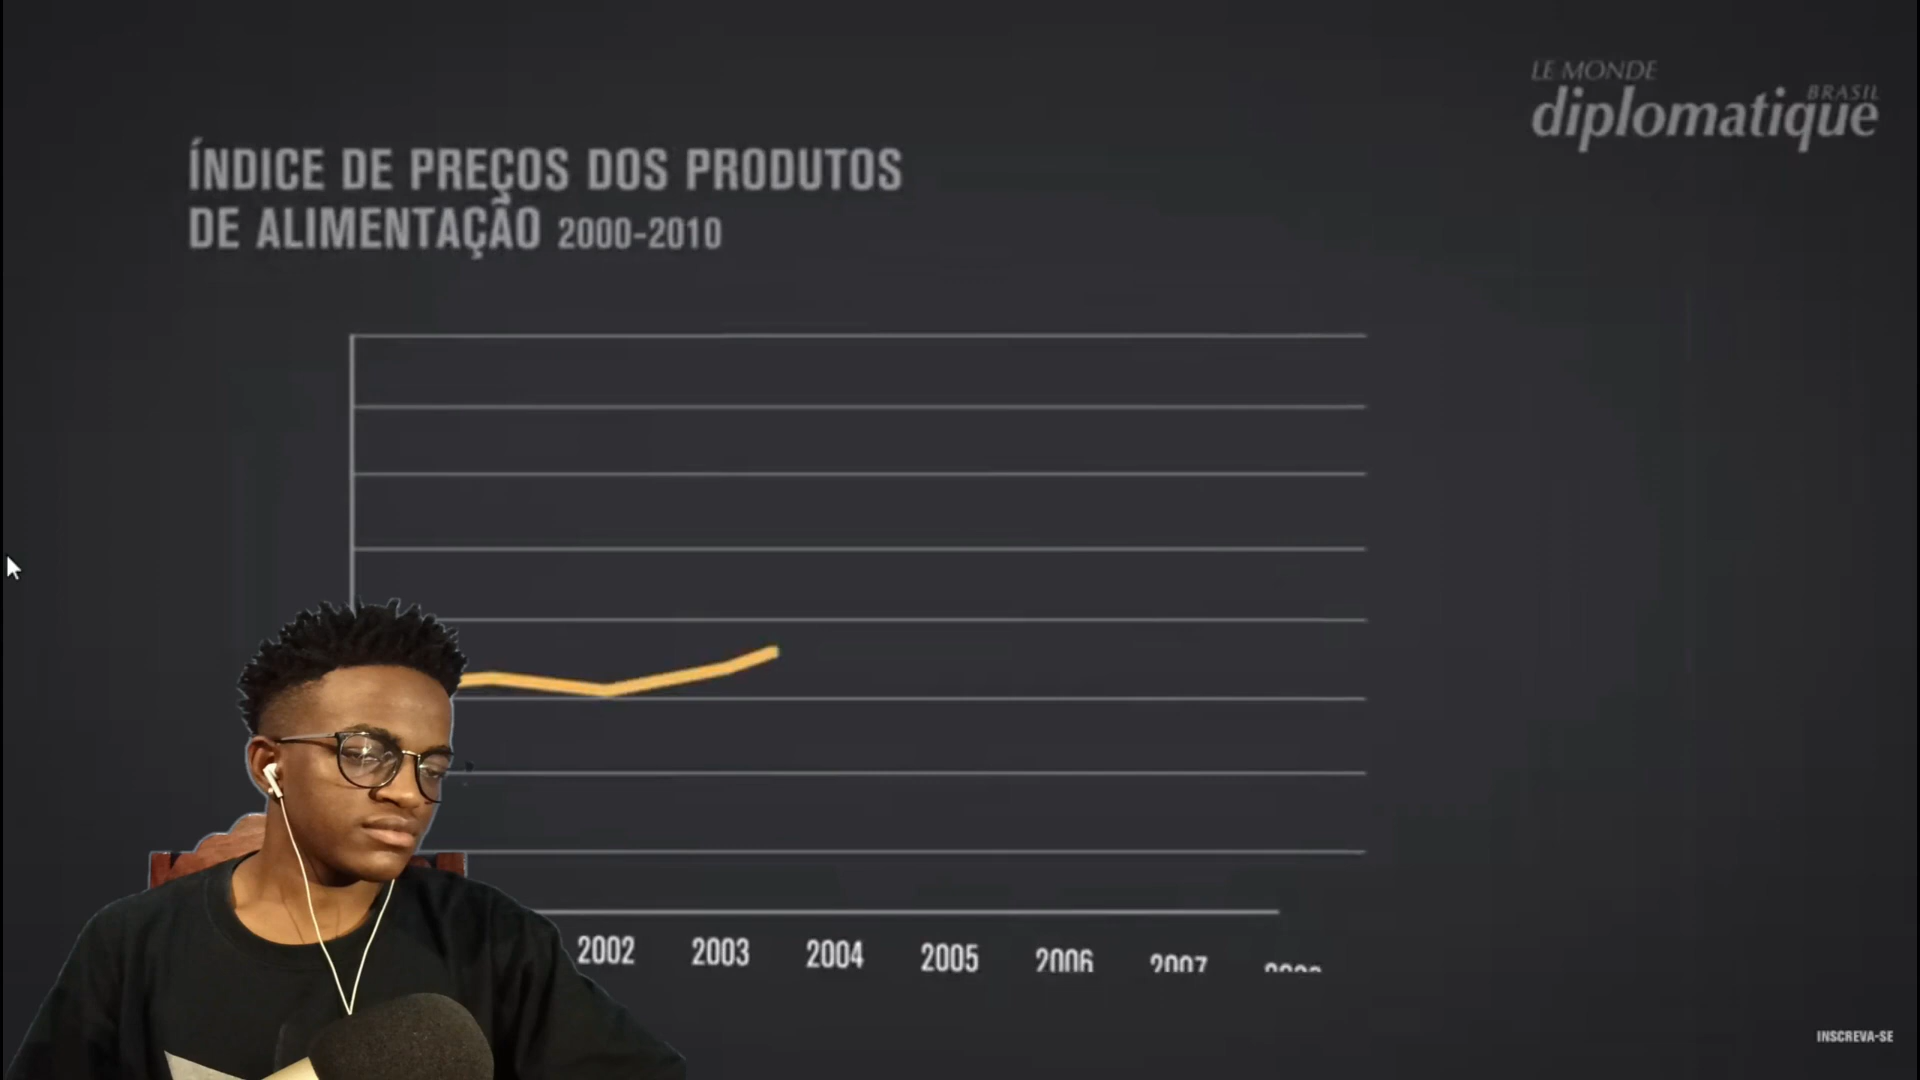 LE MONDE
diplomatique
BRASIL
ÍNDICE DE PREÇOS DOS PRODUTOS
DE ALIMENTAÇÃO 2000-2010
2002 2003 2004 2005 2006 2007
INSCREVA-SE